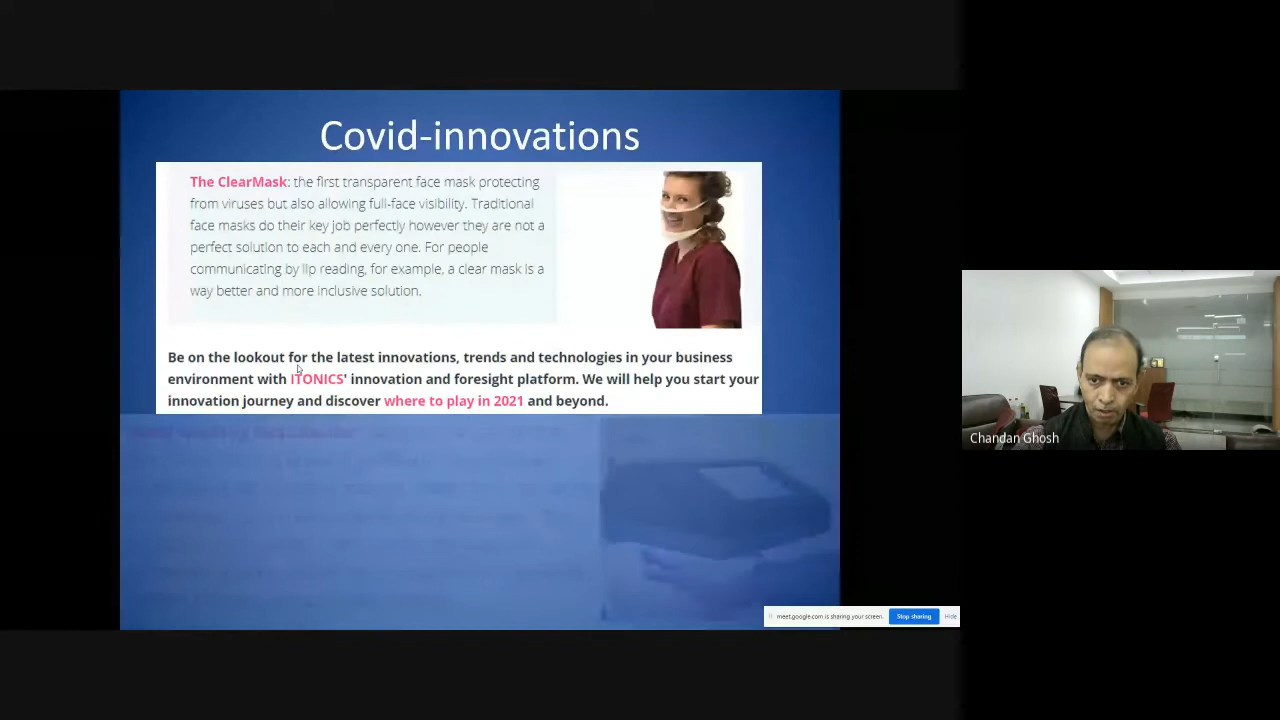 Covid-innovations
The ClearMask: the first transparent face mask protecting
from viruses but also allowing full-face visibility. Traditional
face masks do their key job perfectly however they are not a
perfect solution to each and every one. For people
communicating by lip reading, for example, a clear mask is a
way better and more inclusive solution.
Be on the lookout for the latest innovations, trends and technologies in your business
environment with ITONICS' innovation and foresight platform. We will help you start your
innovation journey and discover where to play in 2021 and beyond.
Chandan Ghosh
meet.google.com is sharing your screen.
Stop sharing
Hide